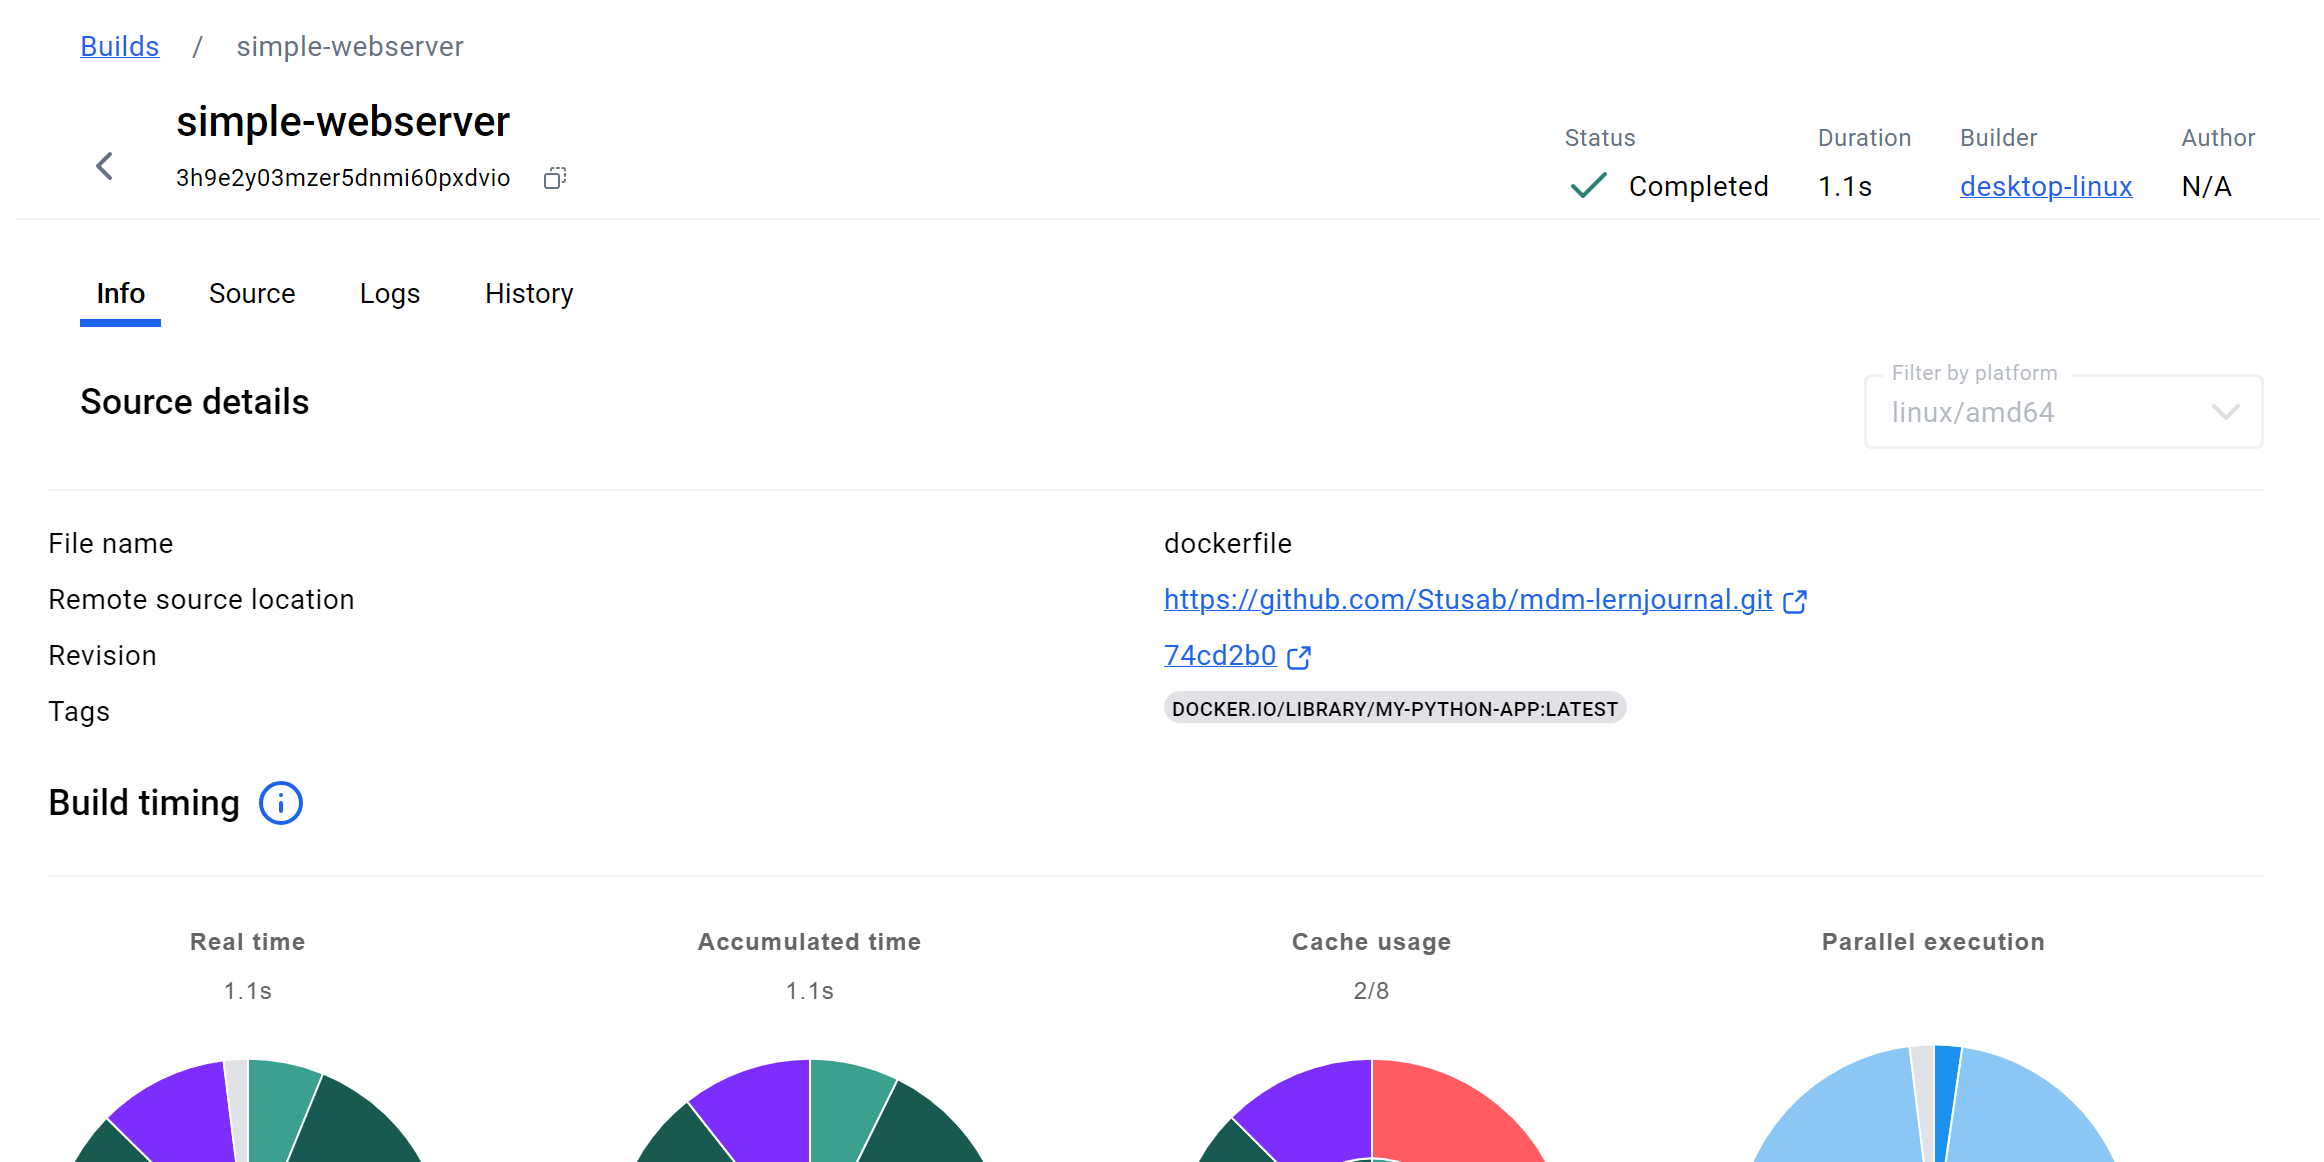 Builds / simple-webserver
simple-webserver
3h9e2y03mzer5dnmi60pxdvio
Status Duration Builder Author
Completed 1.1s desktop-linux N/A
Info Source Logs History
Source details
Filter by platform
linux/amd64
File name dockerfile
Remote source location https://github.com/Stusab/mdm-lernjournal.git
Revision 74cd2b0
Tags DOCKER.IO/LIBRARY/MY-PYTHON-APP:LATEST
Build timing
Real time Accumulated time Cache usage Parallel execution
1.1s 1.1s 2/8